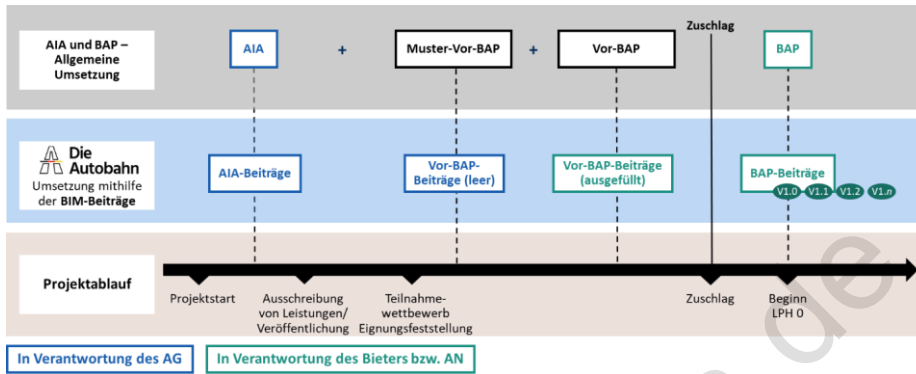 Zuschlag
AIA und BAP –
Allgemeine
Umsetzung
AIA
+
Muster-Vor-BAP
+
Vor-BAP
BAP
Die
Autobahn
Umsetzung mithilfe
der BIM-Beiträge
AIA-Beiträge
Vor-BAP-
Beiträge (leer)
Vor-BAP-Beiträge
(ausgefüllt)
BAP-Beiträge
V1.0 V1.1 V1.2 V1.n
Projektablauf
Projektstart
Ausschreibung
von Leistungen/
Veröffentlichung
Teilnahme-
wettbewerb
Eignungsfeststellung
Zuschlag
Beginn
LPH 0
In Verantwortung des AG
In Verantwortung des Bieters bzw. AN